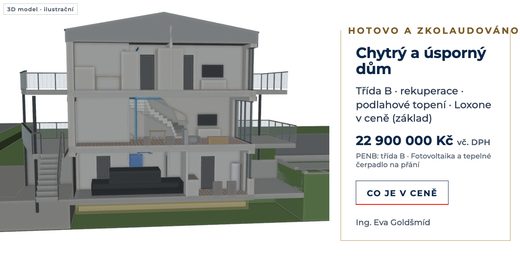 3D model · ilustrační
HOTOVO A ZKOLAUDOVÁNO
Chytrý a úsporný
dům
Třída B · rekuperace ·
podlahové topení · Loxone
v ceně (základ)
22 900 000 Kč vč. DPH
PENB: třída B · Fotovoltaika a tepelné
čerpadlo na přání
CO JE V CENĚ
Ing. Eva Goldšmíd